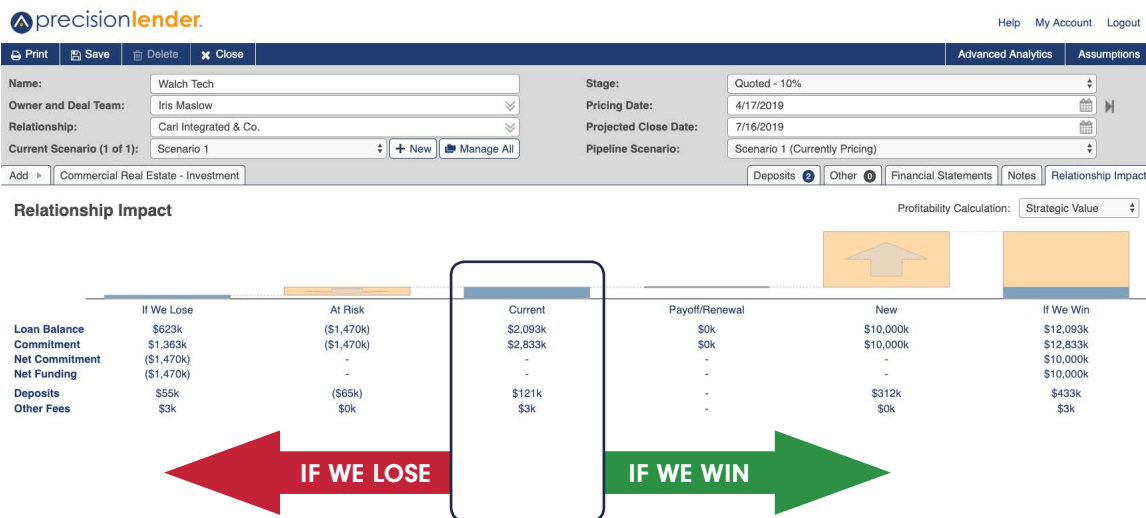 precisionlender.
Help My Account Logout
Print Save Delete Close Advanced Analytics Assumptions
Name: Walch Tech Stage: Quoted - 10%
Owner and Deal Team: Iris Maslow Pricing Date: 4/17/2019
Relationship: Carl Integrated & Co. Projected Close Date: 7/16/2019
Current Scenario (1 of 1): Scenario 1 New Manage All Pipeline Scenario: Scenario 1 (Currently Pricing)
Add Commercial Real Estate - Investment Deposits 2 Other 0 Financial Statements Notes Relationship Impact
Relationship Impact Profitability Calculation: Strategic Value
If We Lose At Risk Current Payoff/Renewal New If We Win
Loan Balance $623k ($1,470k) $2,093k $0k $10,000k $12,093k
Commitment $1,363k ($1,470k) $2,833k $0k $10,000k $12,833k
Net Commitment ($1,470k) - - - - $10,000k
Net Funding ($1,470k) - - - - $10,000k
Deposits $55k ($65k) $121k - $312k $433k
Other Fees $3k $0k $3k - $0k $3k
IF WE LOSE IF WE WIN